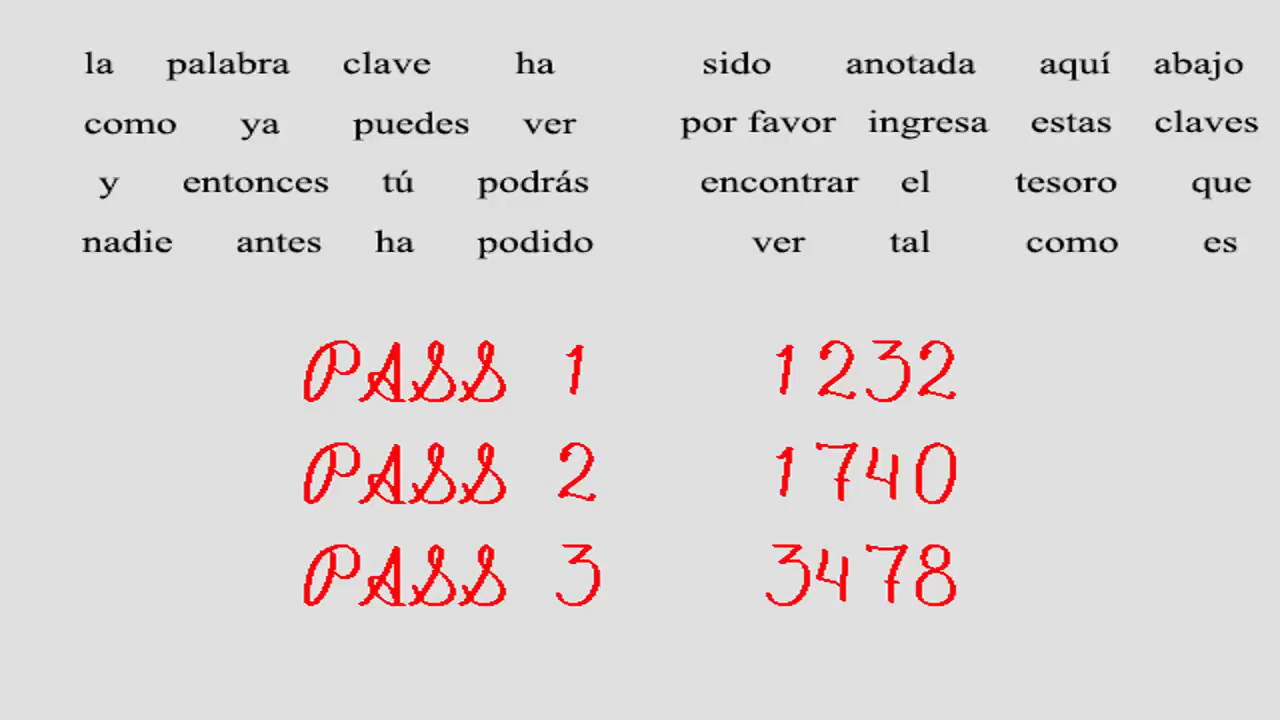 la palabra clave ha sido anotada aquí abajo
como ya puedes ver por favor ingresa estas claves
y entonces tú podrás encontrar el tesoro que
nadie antes ha podido ver tal como es
PASS 1 1232
PASS 2 1740
PASS 3 3478